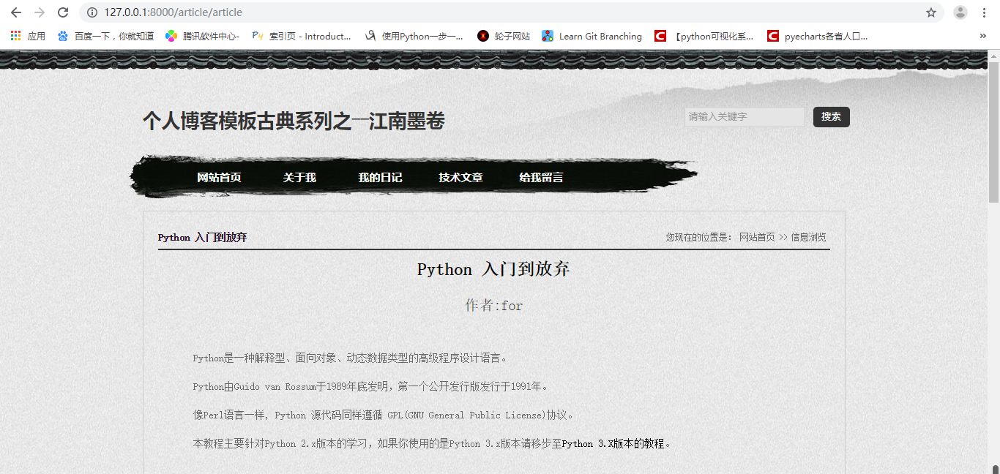 127.0.0.1:8000/article/article
应用 百度一下，你就知道 腾讯软件中心- 索引页 - Introduct... 使用Python一步一... 轮子网站 Learn Git Branching 【python可视化系... pyecharts各省人口... »
个人博客模板古典系列之--江南墨卷
请输入关键字 搜索
网站首页 关于我 我的日记 技术文章 给我留言
Python 入门到放弃 您现在的位置是： 网站首页 >> 信息浏览
Python 入门到放弃
作者:for
Python是一种解释型、面向对象、动态数据类型的高级程序设计语言。
Python由Guido van Rossum于1989年底发明，第一个公开发行版发行于1991年。
像Perl语言一样, Python 源代码同样遵循 GPL(GNU General Public License)协议。
本教程主要针对Python 2.x版本的学习，如果你使用的是Python 3.x版本请移步至Python 3.X版本的教程。